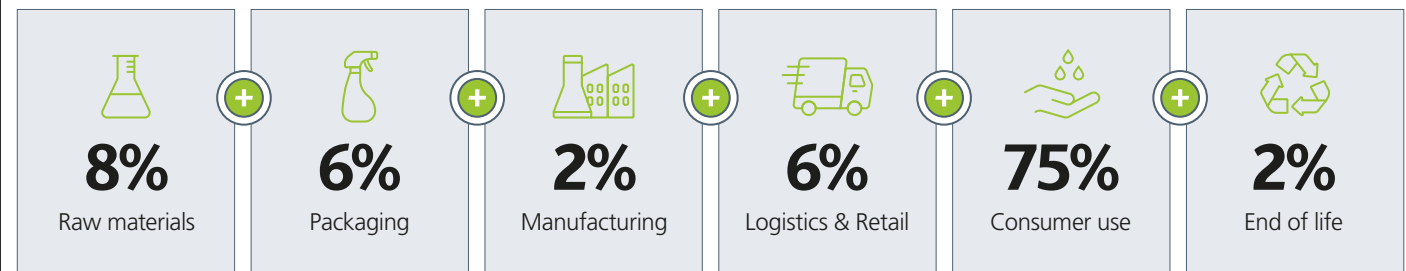 8%
Raw materials
+
6%
Packaging
+
2%
Manufacturing
+
6%
Logistics & Retail
+
75%
Consumer use
+
2%
End of life